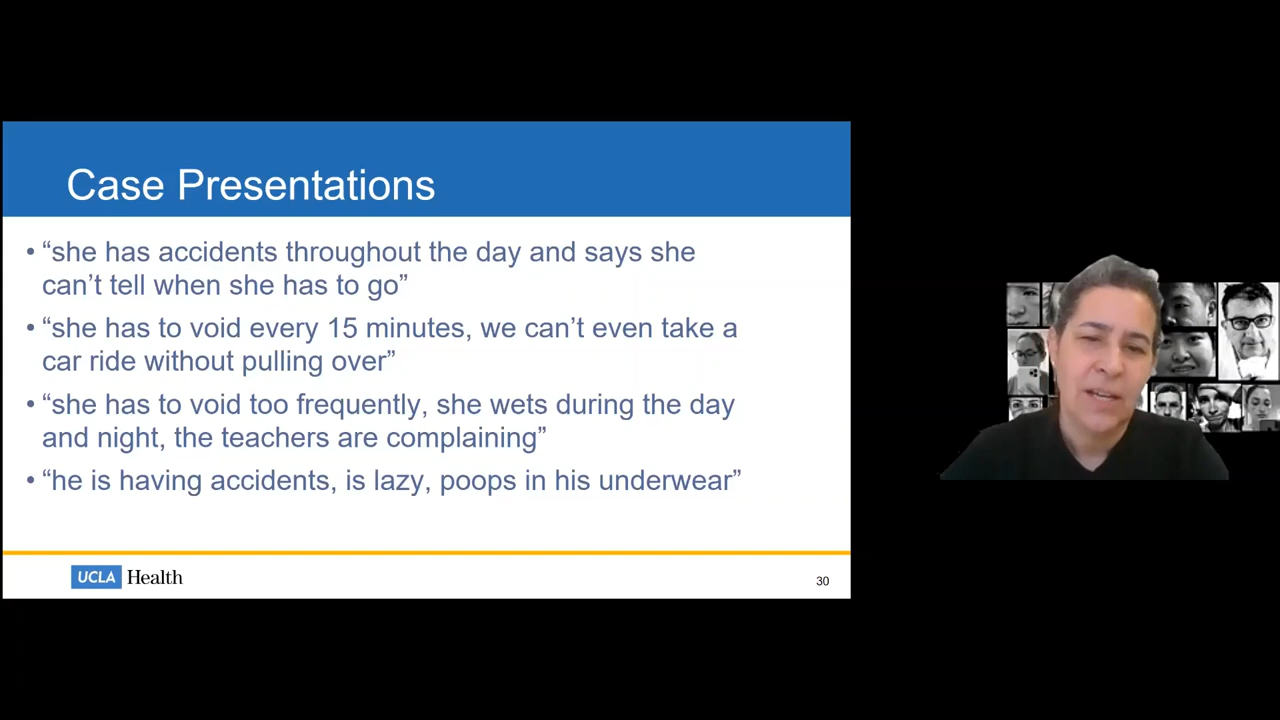 Case Presentations
• “she has accidents throughout the day and says she
can’t tell when she has to go”
• “she has to void every 15 minutes, we can’t even take a
car ride without pulling over”
• “she has to void too frequently, she wets during the day
and night, the teachers are complaining”
• “he is having accidents, is lazy, poops in his underwear”
UCLA Health
30